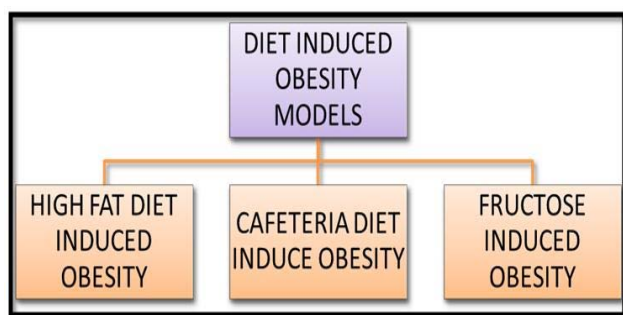 DIET INDUCED
OBESITY
MODELS
HIGH FAT DIET
INDUCED
OBESITY
CAFETERIA DIET
INDUCE OBESITY
FRUCTOSE
INDUCED
OBESITY